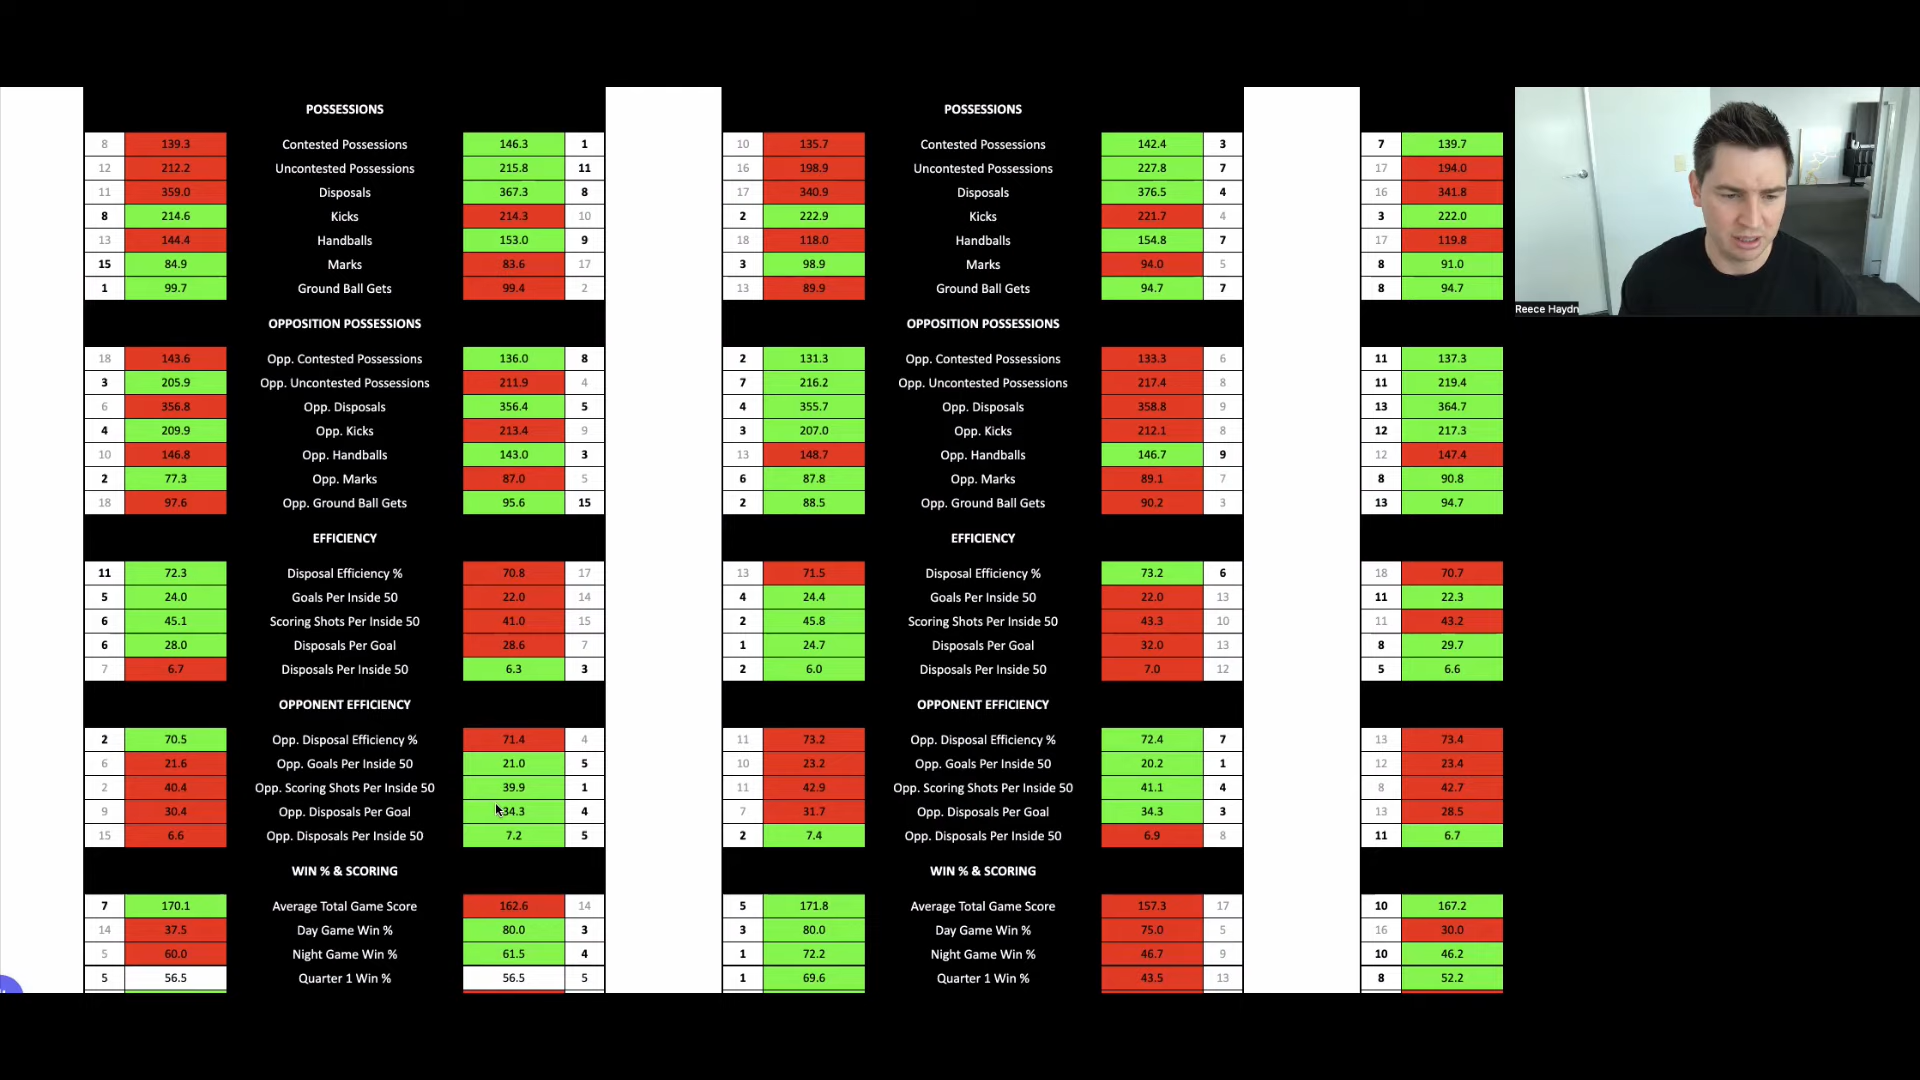 POSSESSIONS
8 139.3 Contested Possessions 146.3 1
12 212.2 Uncontested Possessions 215.8 11
11 359.0 Disposals 367.3 8
8 214.6 Kicks 214.3 10
13 144.4 Handballs 153.0 9
15 84.9 Marks 83.6 17
1 99.7 Ground Ball Gets 99.4 2
OPPOSITION POSSESSIONS
18 143.6 Opp. Contested Possessions 136.0 8
3 205.9 Opp. Uncontested Possessions 211.9 4
6 356.8 Opp. Disposals 356.4 5
4 209.9 Opp. Kicks 213.4 9
10 146.8 Opp. Handballs 143.0 3
2 77.3 Opp. Marks 87.0 5
18 97.6 Opp. Ground Ball Gets 95.6 15
EFFICIENCY
11 72.3 Disposal Efficiency % 70.8 17
5 24.0 Goals Per Inside 50 22.0 14
6 45.1 Scoring Shots Per Inside 50 41.0 15
6 28.0 Disposals Per Goal 28.6 7
7 6.7 Disposals Per Inside 50 6.3 3
OPPONENT EFFICIENCY
2 70.5 Opp. Disposal Efficiency % 71.4 4
6 21.6 Opp. Goals Per Inside 50 21.0 5
2 40.4 Opp. Scoring Shots Per Inside 50 39.9 1
9 30.4 Opp. Disposals Per Goal 34.3 4
15 6.6 Opp. Disposals Per Inside 50 7.2 5
WIN % & SCORING
7 170.1 Average Total Game Score 162.6 14
14 37.5 Day Game Win % 80.0 3
5 60.0 Night Game Win % 61.5 4
5 56.5 Quarter 1 Win % 56.5 5
POSSESSIONS
10 135.7 Contested Possessions 142.4 3
16 198.9 Uncontested Possessions 227.8 7
17 340.9 Disposals 376.5 4
2 222.9 Kicks 221.7 4
18 118.0 Handballs 154.8 7
3 98.9 Marks 94.0 5
13 89.9 Ground Ball Gets 94.7 7
OPPOSITION POSSESSIONS
2 131.3 Opp. Contested Possessions 133.3 6
7 216.2 Opp. Uncontested Possessions 217.4 8
4 355.7 Opp. Disposals 358.8 9
3 207.0 Opp. Kicks 212.1 8
13 148.7 Opp. Handballs 146.7 9
6 87.8 Opp. Marks 89.1 7
2 88.5 Opp. Ground Ball Gets 90.2 3
EFFICIENCY
13 71.5 Disposal Efficiency % 73.2 6
4 24.4 Goals Per Inside 50 22.0 13
2 45.8 Scoring Shots Per Inside 50 43.3 10
1 24.7 Disposals Per Goal 32.0 13
2 6.0 Disposals Per Inside 50 7.0 12
OPPONENT EFFICIENCY
11 73.2 Opp. Disposal Efficiency % 72.4 7
10 23.2 Opp. Goals Per Inside 50 20.2 1
11 42.9 Opp. Scoring Shots Per Inside 50 41.1 4
7 31.7 Opp. Disposals Per Goal 34.3 3
2 7.4 Opp. Disposals Per Inside 50 6.9 8
WIN % & SCORING
5 171.8 Average Total Game Score 157.3 17
3 80.0 Day Game Win % 75.0 5
1 72.2 Night Game Win % 46.7 9
1 69.6 Quarter 1 Win % 43.5 13
7 139.7
17 194.0
16 341.8
3 222.0
17 119.8
8 91.0
8 94.7
11 137.3
11 219.4
13 364.7
12 217.3
12 147.4
8 90.8
13 94.7
18 70.7
11 22.3
11 43.2
8 29.7
5 6.6
13 73.4
12 23.4
8 42.7
13 28.5
11 6.7
10 167.2
16 30.0
10 46.2
8 52.2
Reece Haydn